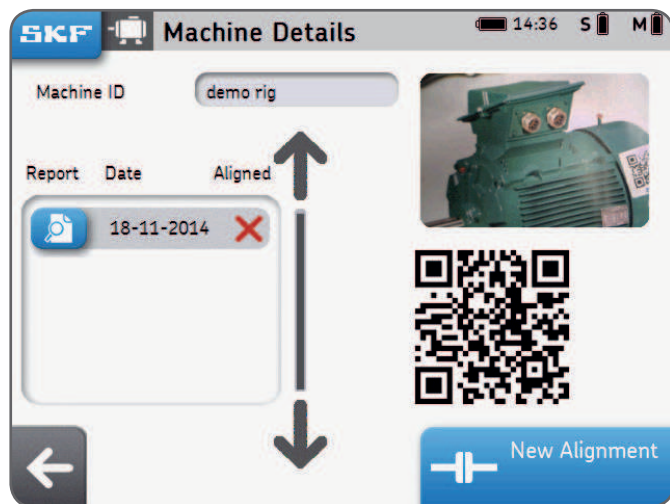 SKF Machine Details 14:36 S M
Machine ID demo rig
Report Date Aligned
18-11-2014
New Alignment